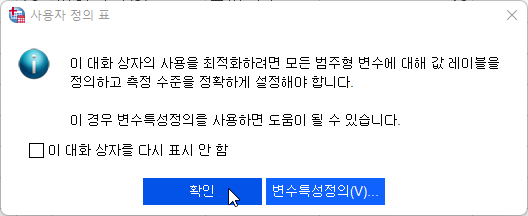 사용자 정의 표
이 대화 상자의 사용을 최적화하려면 모든 범주형 변수에 대해 값 레이블을
정의하고 측정 수준을 정확하게 설정해야 합니다.
이 경우 변수특성정의를 사용하면 도움이 될 수 있습니다.
이 대화 상자를 다시 표시 안 함
확인
변수특성정의(V)...